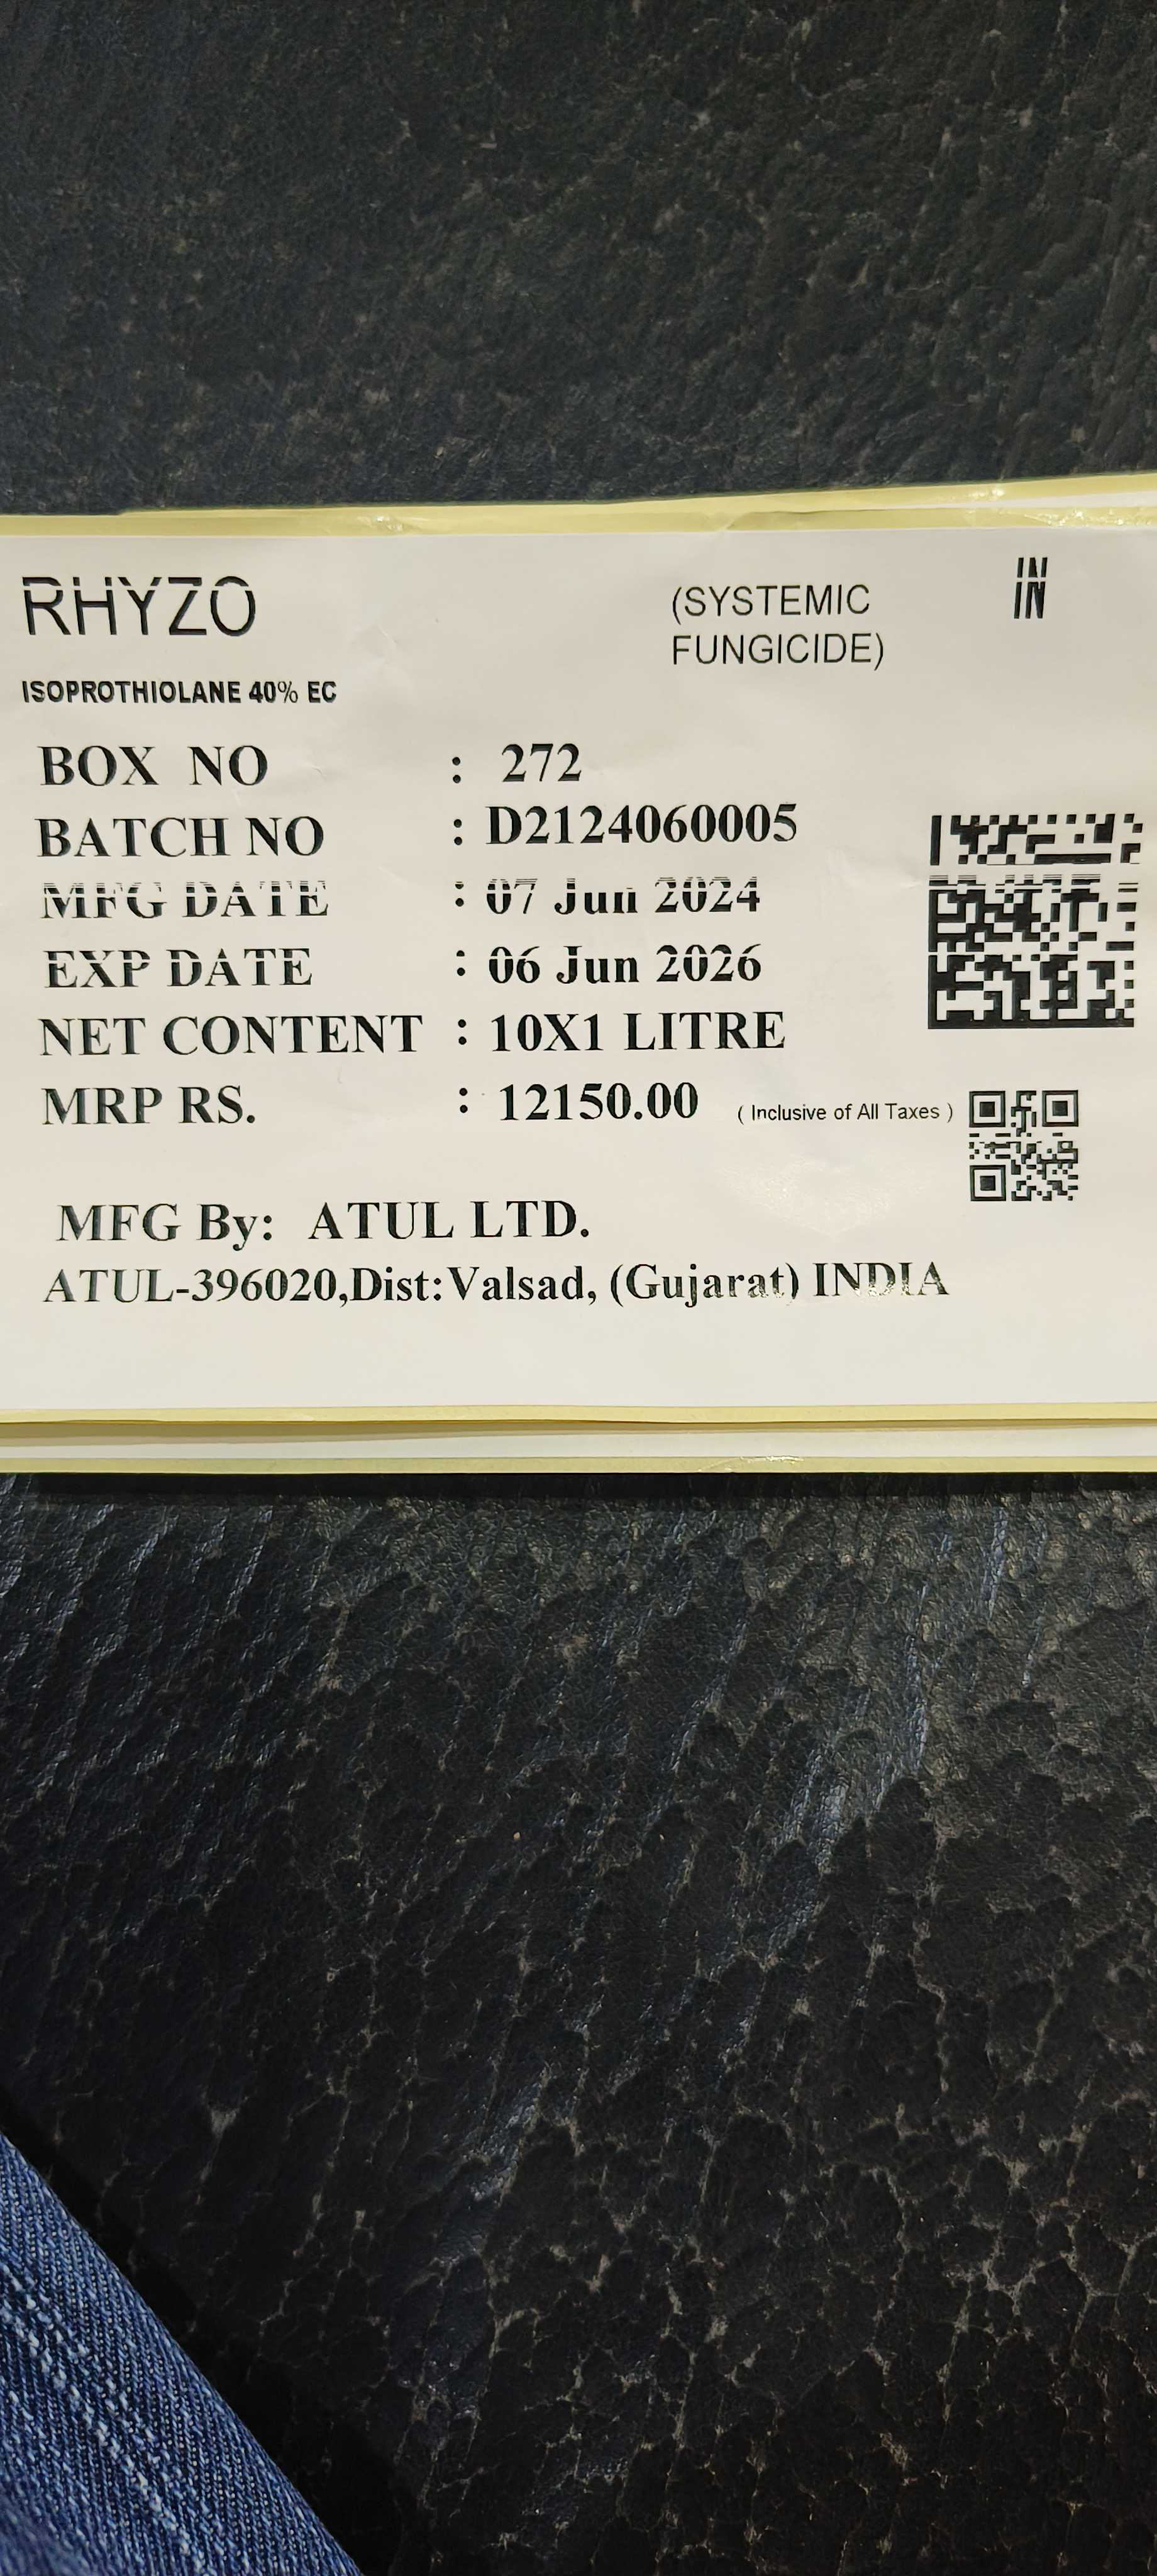 RHYZO
(SYSTEMIC
FUNGICIDE)
IN
ISOPROTHIOLANE 40% EC
BOX NO : 272
BATCH NO : D2124060005
MFG DATE : 07 Jun 2024
EXP DATE : 06 Jun 2026
NET CONTENT : 10X1 LITRE
MRP RS. : 12150.00 ( Inclusive of All Taxes )
MFG By: ATUL LTD.
ATUL-396020,Dist:Valsad, (Gujarat) INDIA